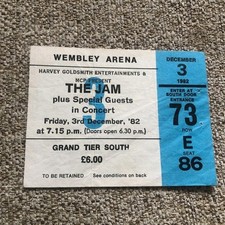 WEMBLEY ARENA
HARVEY GOLDSMITH ENTERTAINMENTS &
MCP PRESENT
THE JAM
plus Special Guests
in Concert
Friday, 3rd December, '82
at 7.15 p.m. (Doors open 6.30 p.m.)
GRAND TIER SOUTH
£6.00
TO BE RETAINED See conditions on back
DECEMBER
3
1982
ENTER AT
SOUTH DOOR
ENTRANCE
73
ROW
E
SEAT
86